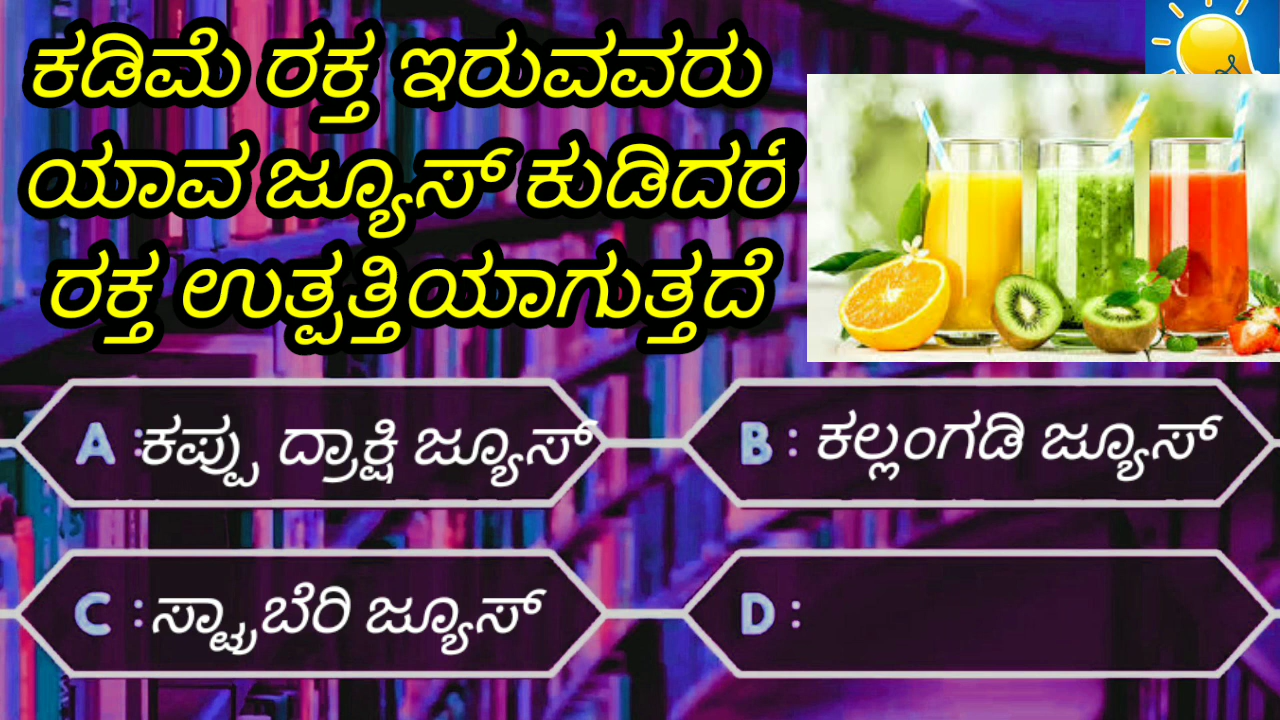 ಕಡಿಮೆ ರಕ್ತ ಇರುವವರು
ಯಾವ ಜ್ಯೂಸ್ ಕುಡಿದರೆ
ರಕ್ತ ಉತ್ಪತ್ತಿಯಾಗುತ್ತದೆ
A : ಕಪ್ಪು ದ್ರಾಕ್ಷಿ ಜ್ಯೂಸ್
B : ಕಲ್ಲಂಗಡಿ ಜ್ಯೂಸ್
C : ಸ್ಟ್ರಾಬೆರಿ ಜ್ಯೂಸ್
D :